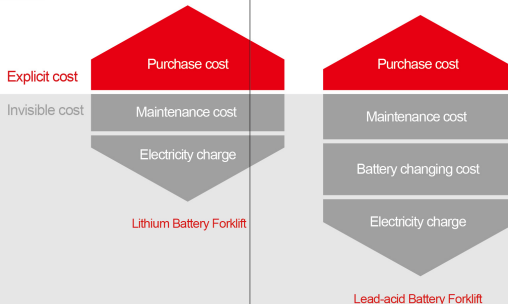 Purchase cost
Purchase cost
Explicit cost
Invisible cost
Maintenance cost
Maintenance cost
Electricity charge
Battery changing cost
Electricity charge
Lithium Battery Forklift
Lead-acid Battery Forklift